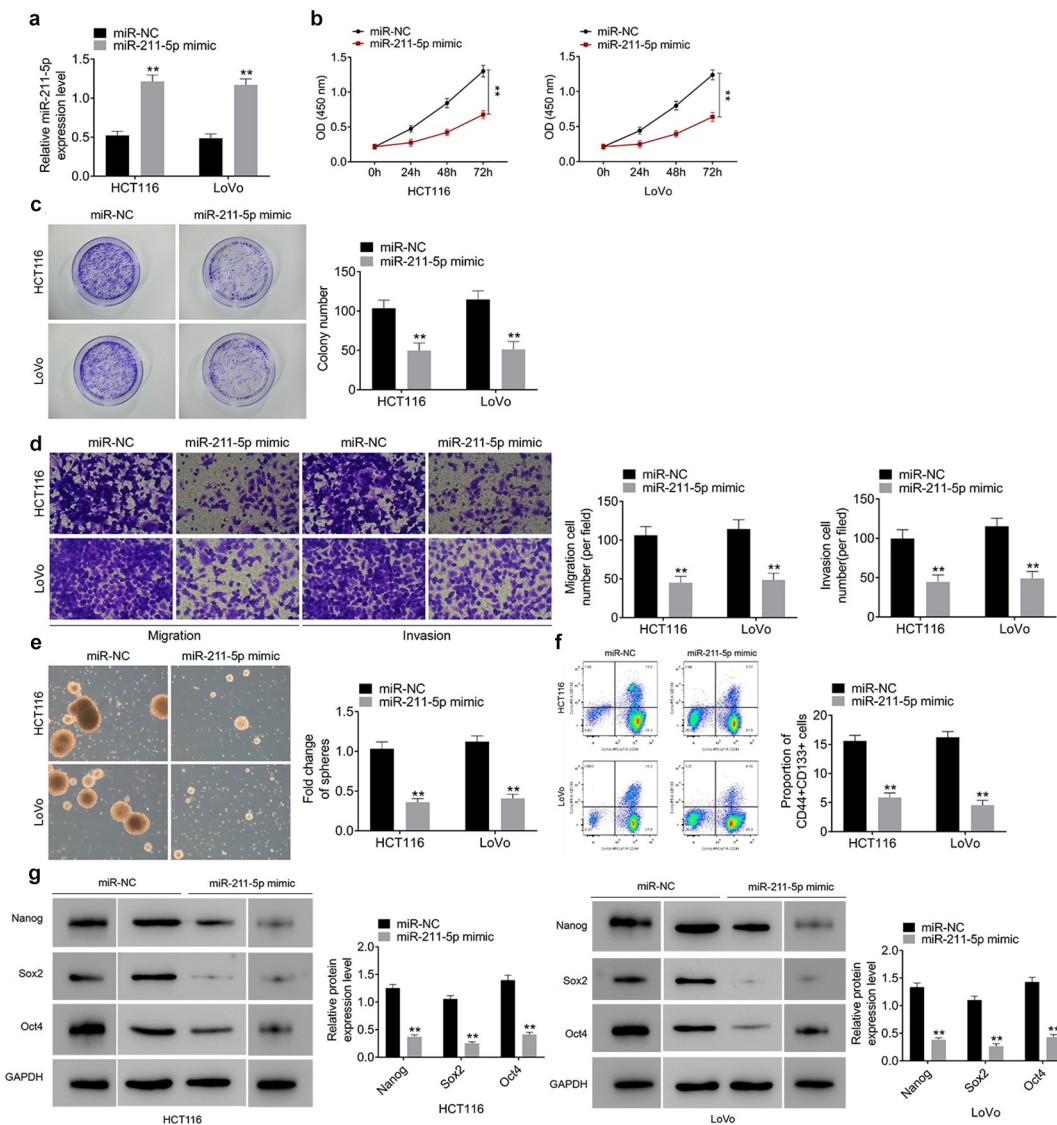 a
miR-NC
miR-211-5p mimic
Relative miR-211-5p
expression level
1.5
1.0
0.5
0.0
**
**
HCT116
LoVo
b
miR-NC
miR-211-5p mimic
OD (450 nm)
1.5
1.0
0.5
0.0
**
0h
24h
48h
72h
HCT116
miR-NC
miR-211-5p mimic
OD (450 nm)
1.5
1.0
0.5
0.0
**
0h
24h
48h
72h
LoVo
c
miR-NC
miR-211-5p mimic
HCT116
LoVo
miR-NC
miR-211-5p mimic
Colony number
150
100
50
0
**
**
HCT116
LoVo
d
miR-NC
miR-211-5p mimic
miR-NC
miR-211-5p mimic
HCT116
LoVo
Migration
Invasion
miR-NC
miR-211-5p mimic
Migration cell
number(per field)
150
100
50
0
**
**
HCT116
LoVo
miR-NC
miR-211-5p mimic
Invasion cell
number(per filed)
150
100
50
0
**
**
HCT116
LoVo
e
miR-NC
miR-211-5p mimic
HCT116
LoVo
miR-NC
miR-211-5p mimic
Fold change
of spheres
1.5
1.0
0.5
0.0
**
**
HCT116
LoVo
f
miR-NC
miR-211-5p mimic
HCT116
LoVo
miR-NC
miR-211-5p mimic
Proportion of
CD44+CD133+ cells
20
15
10
5
0
**
**
HCT116
LoVo
g
miR-NC
miR-211-5p mimic
Nanog
Sox2
Oct4
GAPDH
HCT116
miR-NC
miR-211-5p mimic
Relative protein
expression level
2.0
1.5
1.0
0.5
0.0
**
**
**
Nanog
Sox2
Oct4
HCT116
miR-NC
miR-211-5p mimic
Nanog
Sox2
Oct4
GAPDH
LoVo
miR-NC
miR-211-5p mimic
Relative protein
expression level
2.0
1.5
1.0
0.5
0.0
**
**
**
Nanog
Sox2
Oct4
LoVo